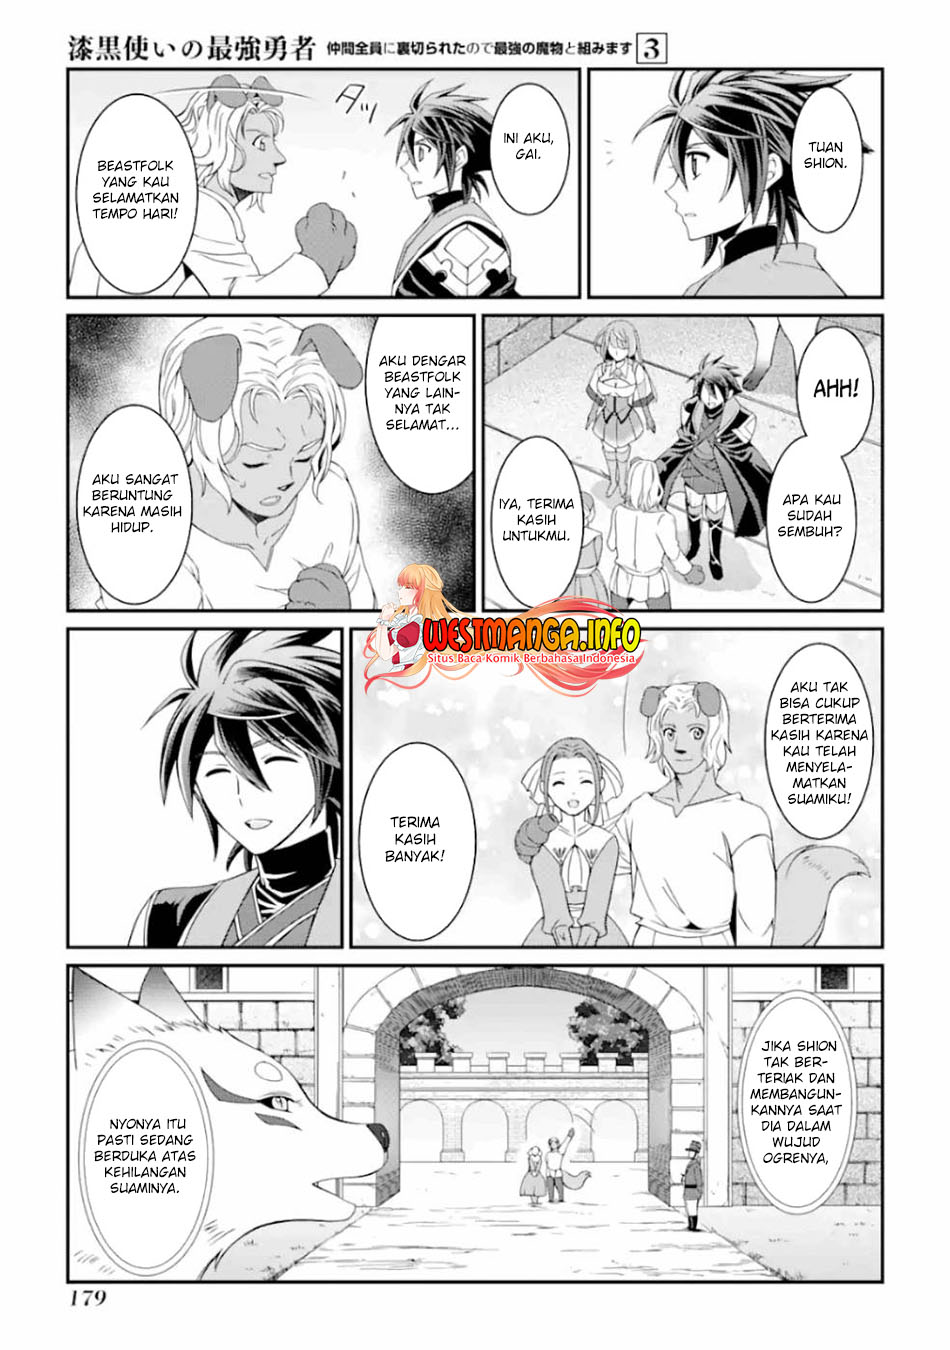 漆黒使いの最強勇者 仲間全員に裏切られたので最強の魔物と組みます 3
TUAN
SHION.
INI AKU,
GAI.
ダッ
BEASTFOLK
YANG KAU
SELAMATKAN
TEMPO HARI!
AHH!
APA KAU
SUDAH
SEMBUH?
IYA, TERIMA
KASIH
UNTUKMU.
AKU DENGAR
BEASTFOLK
YANG LAIN-
NYA TAK
SELAMAT...
AKU SANGAT
BERUNTUNG
KARENA MASIH
HIDUP.
WESTMANGA.INFO
Situs Baca Komik Berbahasa Indonesia
AKU TAK
BISA CUKUP
BERTERIMA
KASIH KARENA
KAU TELAH
MENYELA-
MATKAN
SUAMIKU!
TERIMA
KASIH
BANYAK!
JIKA SHION
TAK BER-
TERIAK DAN
MEMBANGUN-
KANNYA SAAT
DIA DALAM
WUJUD
OGRENYA,
NYONYA ITU
PASTI SEDANG
BERDUKA ATAS
KEHILANGAN
SUAMINYA.
179